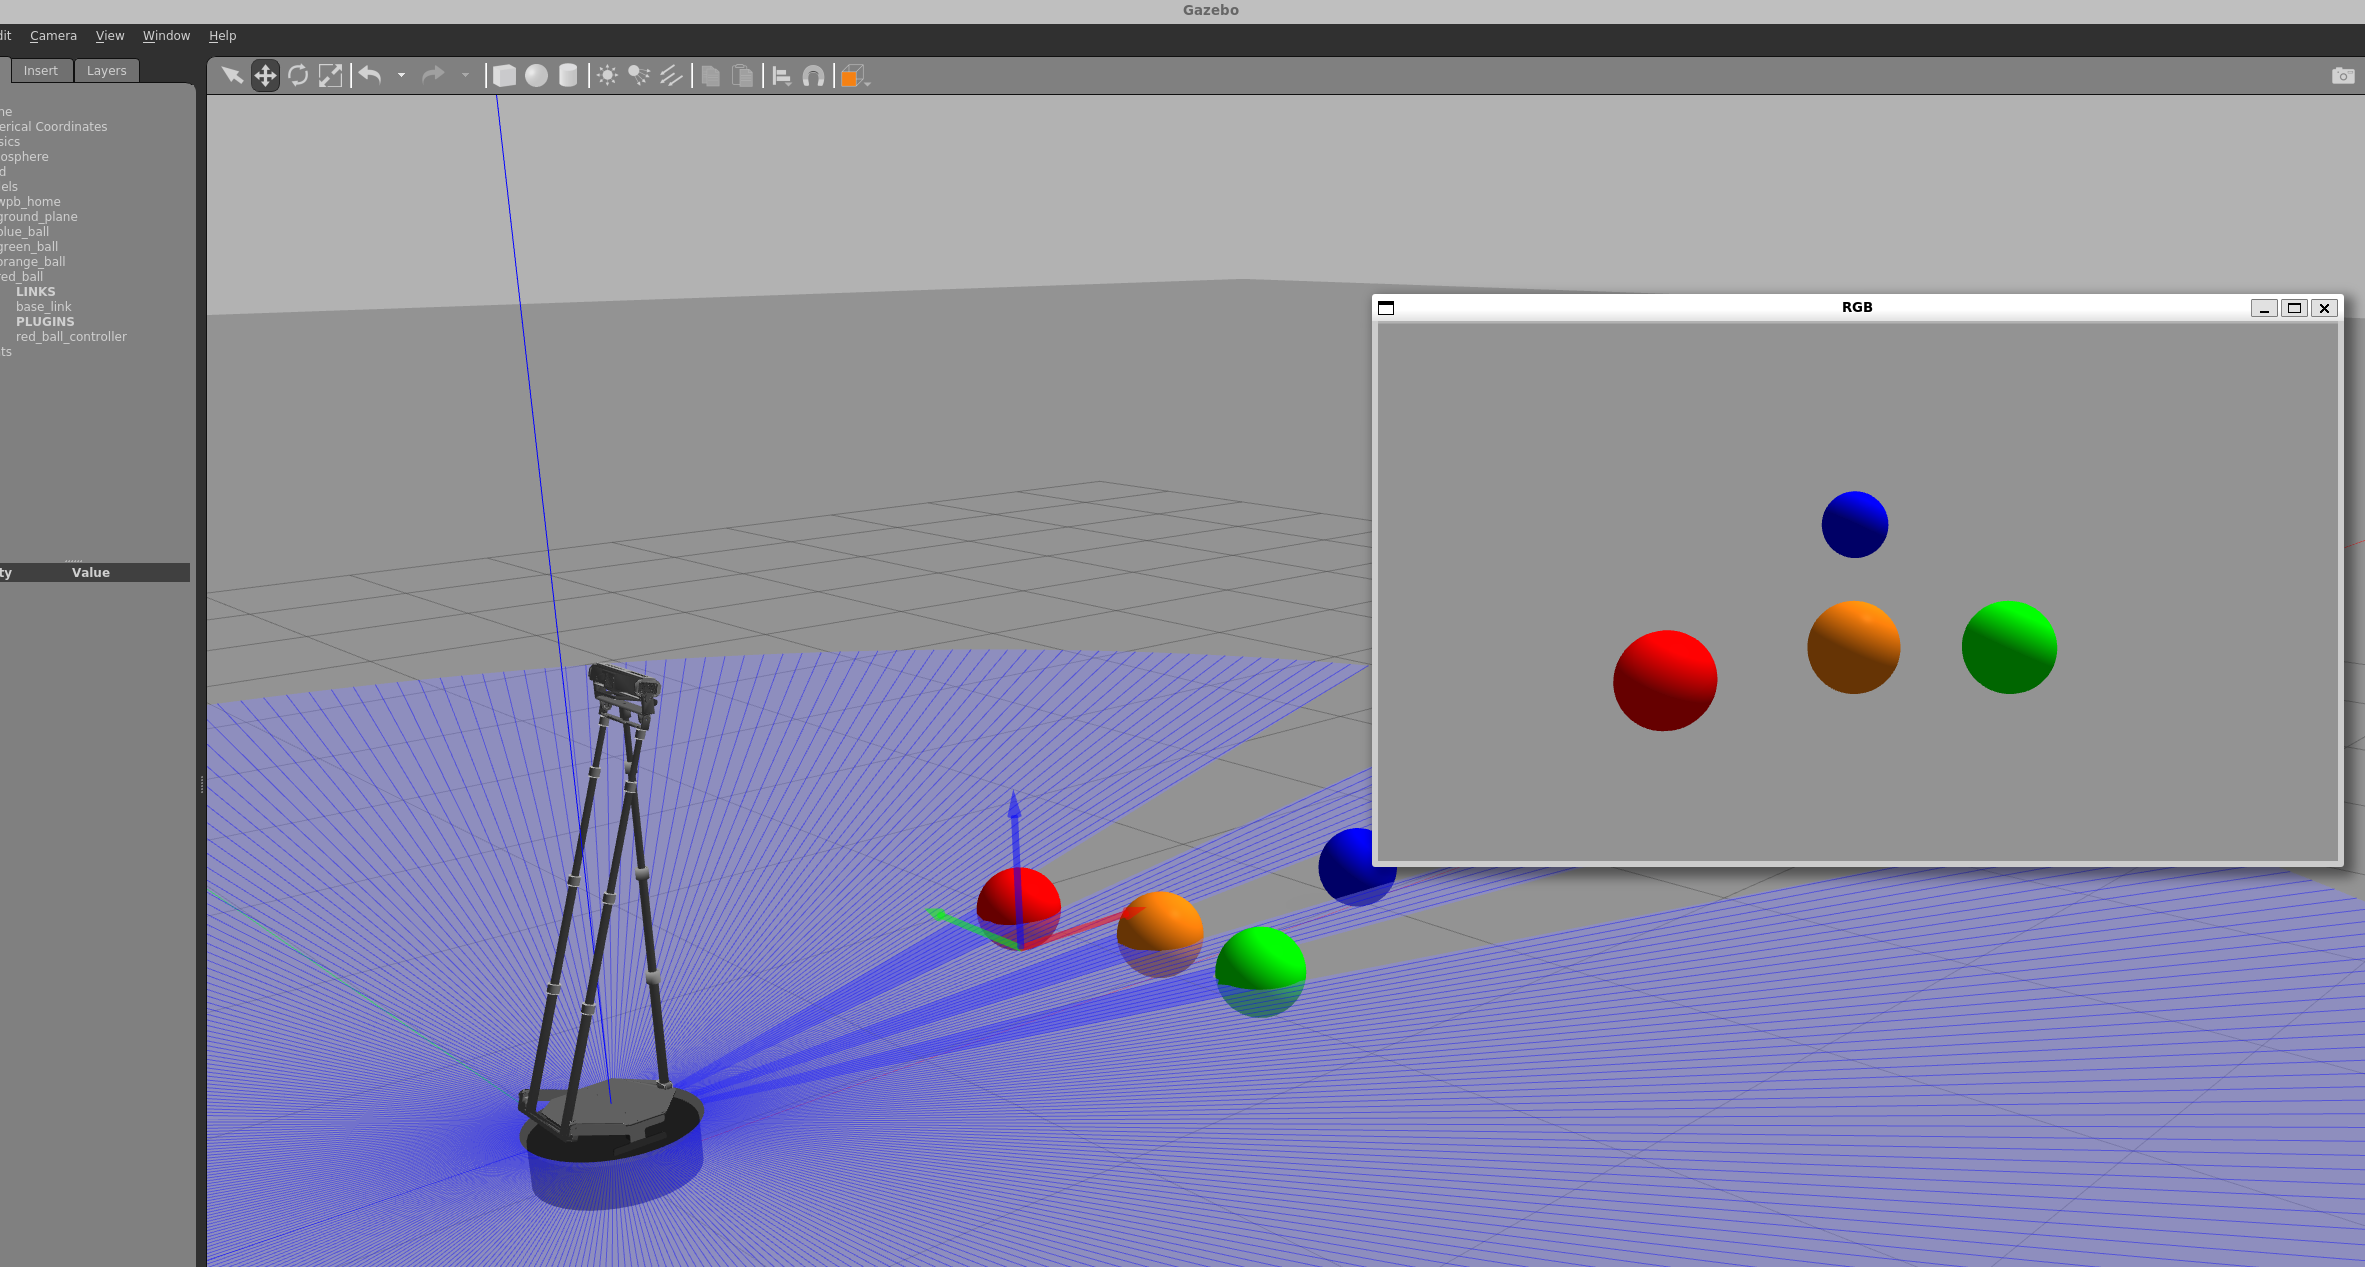 Gazebo
dit Camera View Window Help
Insert Layers
ne
erical Coordinates
sics
osphere
d
els
wpb_home
ground_plane
blue_ball
green_ball
orange_ball
red_ball
LINKS
base_link
PLUGINS
red_ball_controller
ts
ty Value
RGB